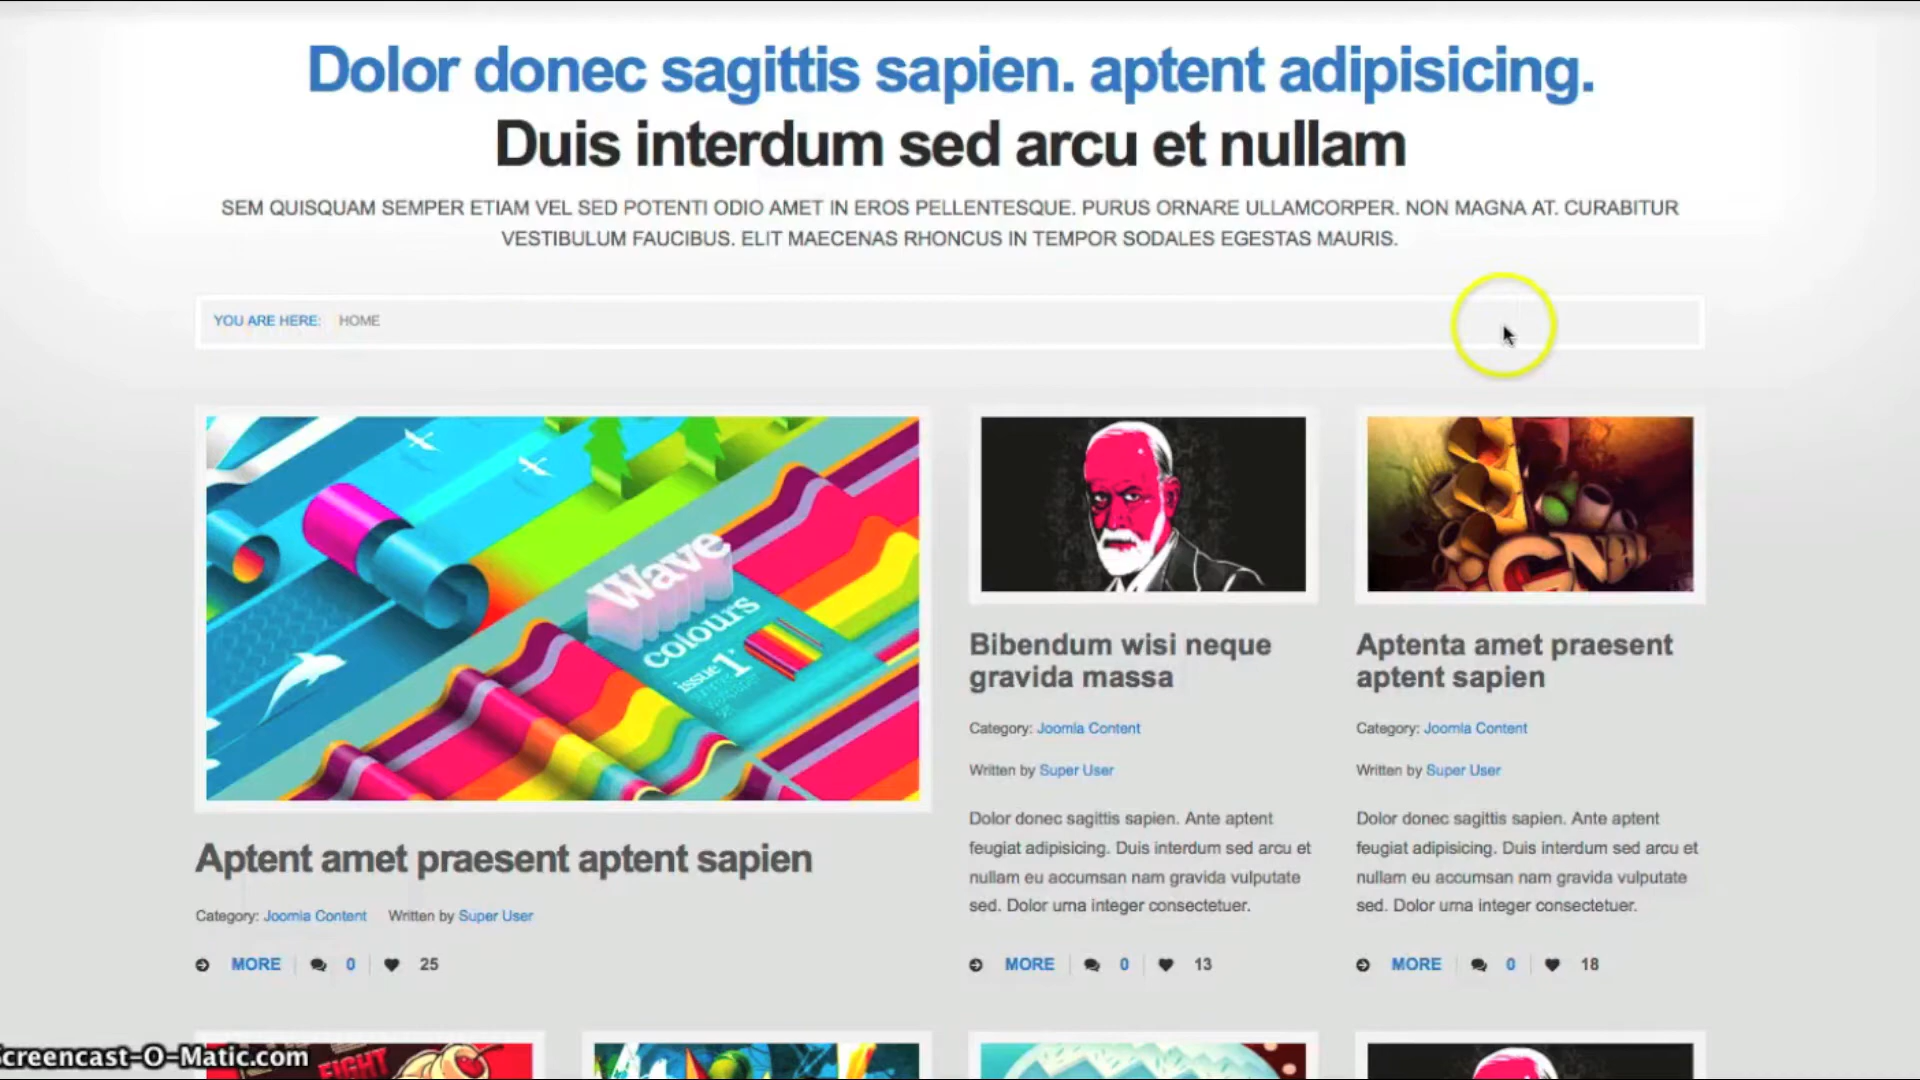 Dolor donec sagittis sapien. aptent adipisicing.
Duis interdum sed arcu et nullam
SEM QUISQUAM SEMPER ETIAM VEL SED POTENTI ODIO AMET IN EROS PELLENTESQUE. PURUS ORNARE ULLAMCORPER. NON MAGNA AT. CURABITUR
VESTIBULUM FAUCIBUS. ELIT MAECENAS RHONCUS IN TEMPOR SODALES EGESTAS MAURIS.
YOU ARE HERE: HOME
Wave
colours
issue 1
Aptent amet praesent aptent sapien
Category: Joomla Content Written by Super User
MORE 0 25
Bibendum wisi neque
gravida massa
Category: Joomla Content
Written by Super User
Dolor donec sagittis sapien. Ante aptent
feugiat adipisicing. Duis interdum sed arcu et
nullam eu accumsan nam gravida vulputate
sed. Dolor urna integer consectetuer.
MORE 0 13
Aptenta amet praesent
aptent sapien
Category: Joomla Content
Written by Super User
Dolor donec sagittis sapien. Ante aptent
feugiat adipisicing. Duis interdum sed arcu et
nullam eu accumsan nam gravida vulputate
sed. Dolor urna integer consectetuer.
MORE 0 18
FIGHT
creencast-O-Matic.com